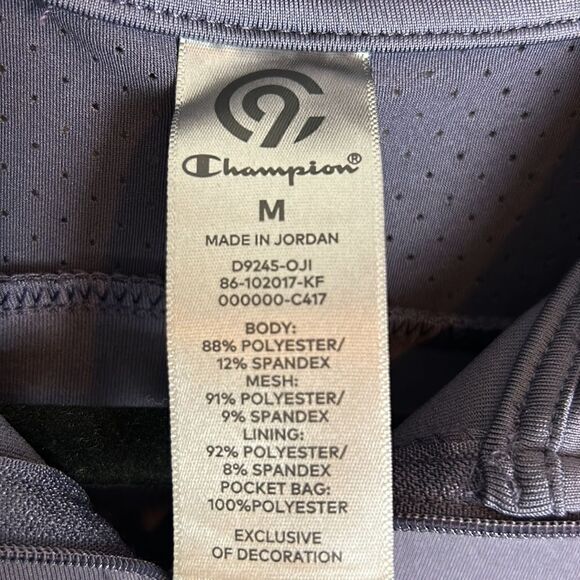 C9
Champion®
M
MADE IN JORDAN
D9245-OJI
86-102017-KF
000000-C417
BODY:
88% POLYESTER/
12% SPANDEX
MESH:
91% POLYESTER/
9% SPANDEX
LINING:
92% POLYESTER/
8% SPANDEX
POCKET BAG:
100%POLYESTER
EXCLUSIVE
OF DECORATION